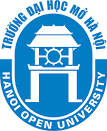 TRƯỜNG ĐẠI HỌC MỞ HÀ NỘI
HANOI OPEN UNIVERSITY